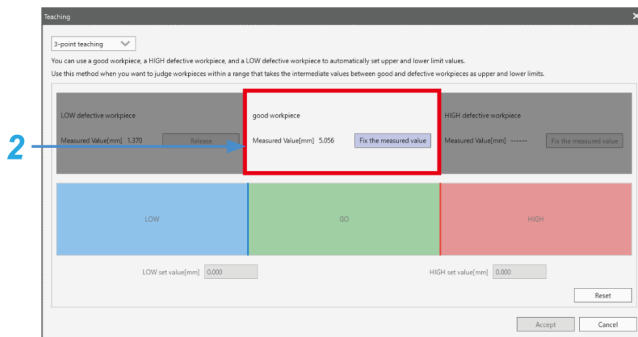 Teaching
3-point teaching
You can use a good workpiece, a HIGH defective workpiece, and a LOW defective workpiece to automatically set upper and lower limit values.
Use this method when you want to judge workpieces within a range that takes the intermediate values between good and defective workpieces as upper and lower limits.
LOW defective workpiece
Measured Value[mm] 1.370 Release
2
good workpiece
Measured Value[mm] 5.056 Fix the measured value
HIGH defective workpiece
Measured Value[mm] ------ Fix the measured value
LOW GO HIGH
LOW set value[mm] 0.000 HIGH set value[mm] 0.000
Reset
Accept Cancel